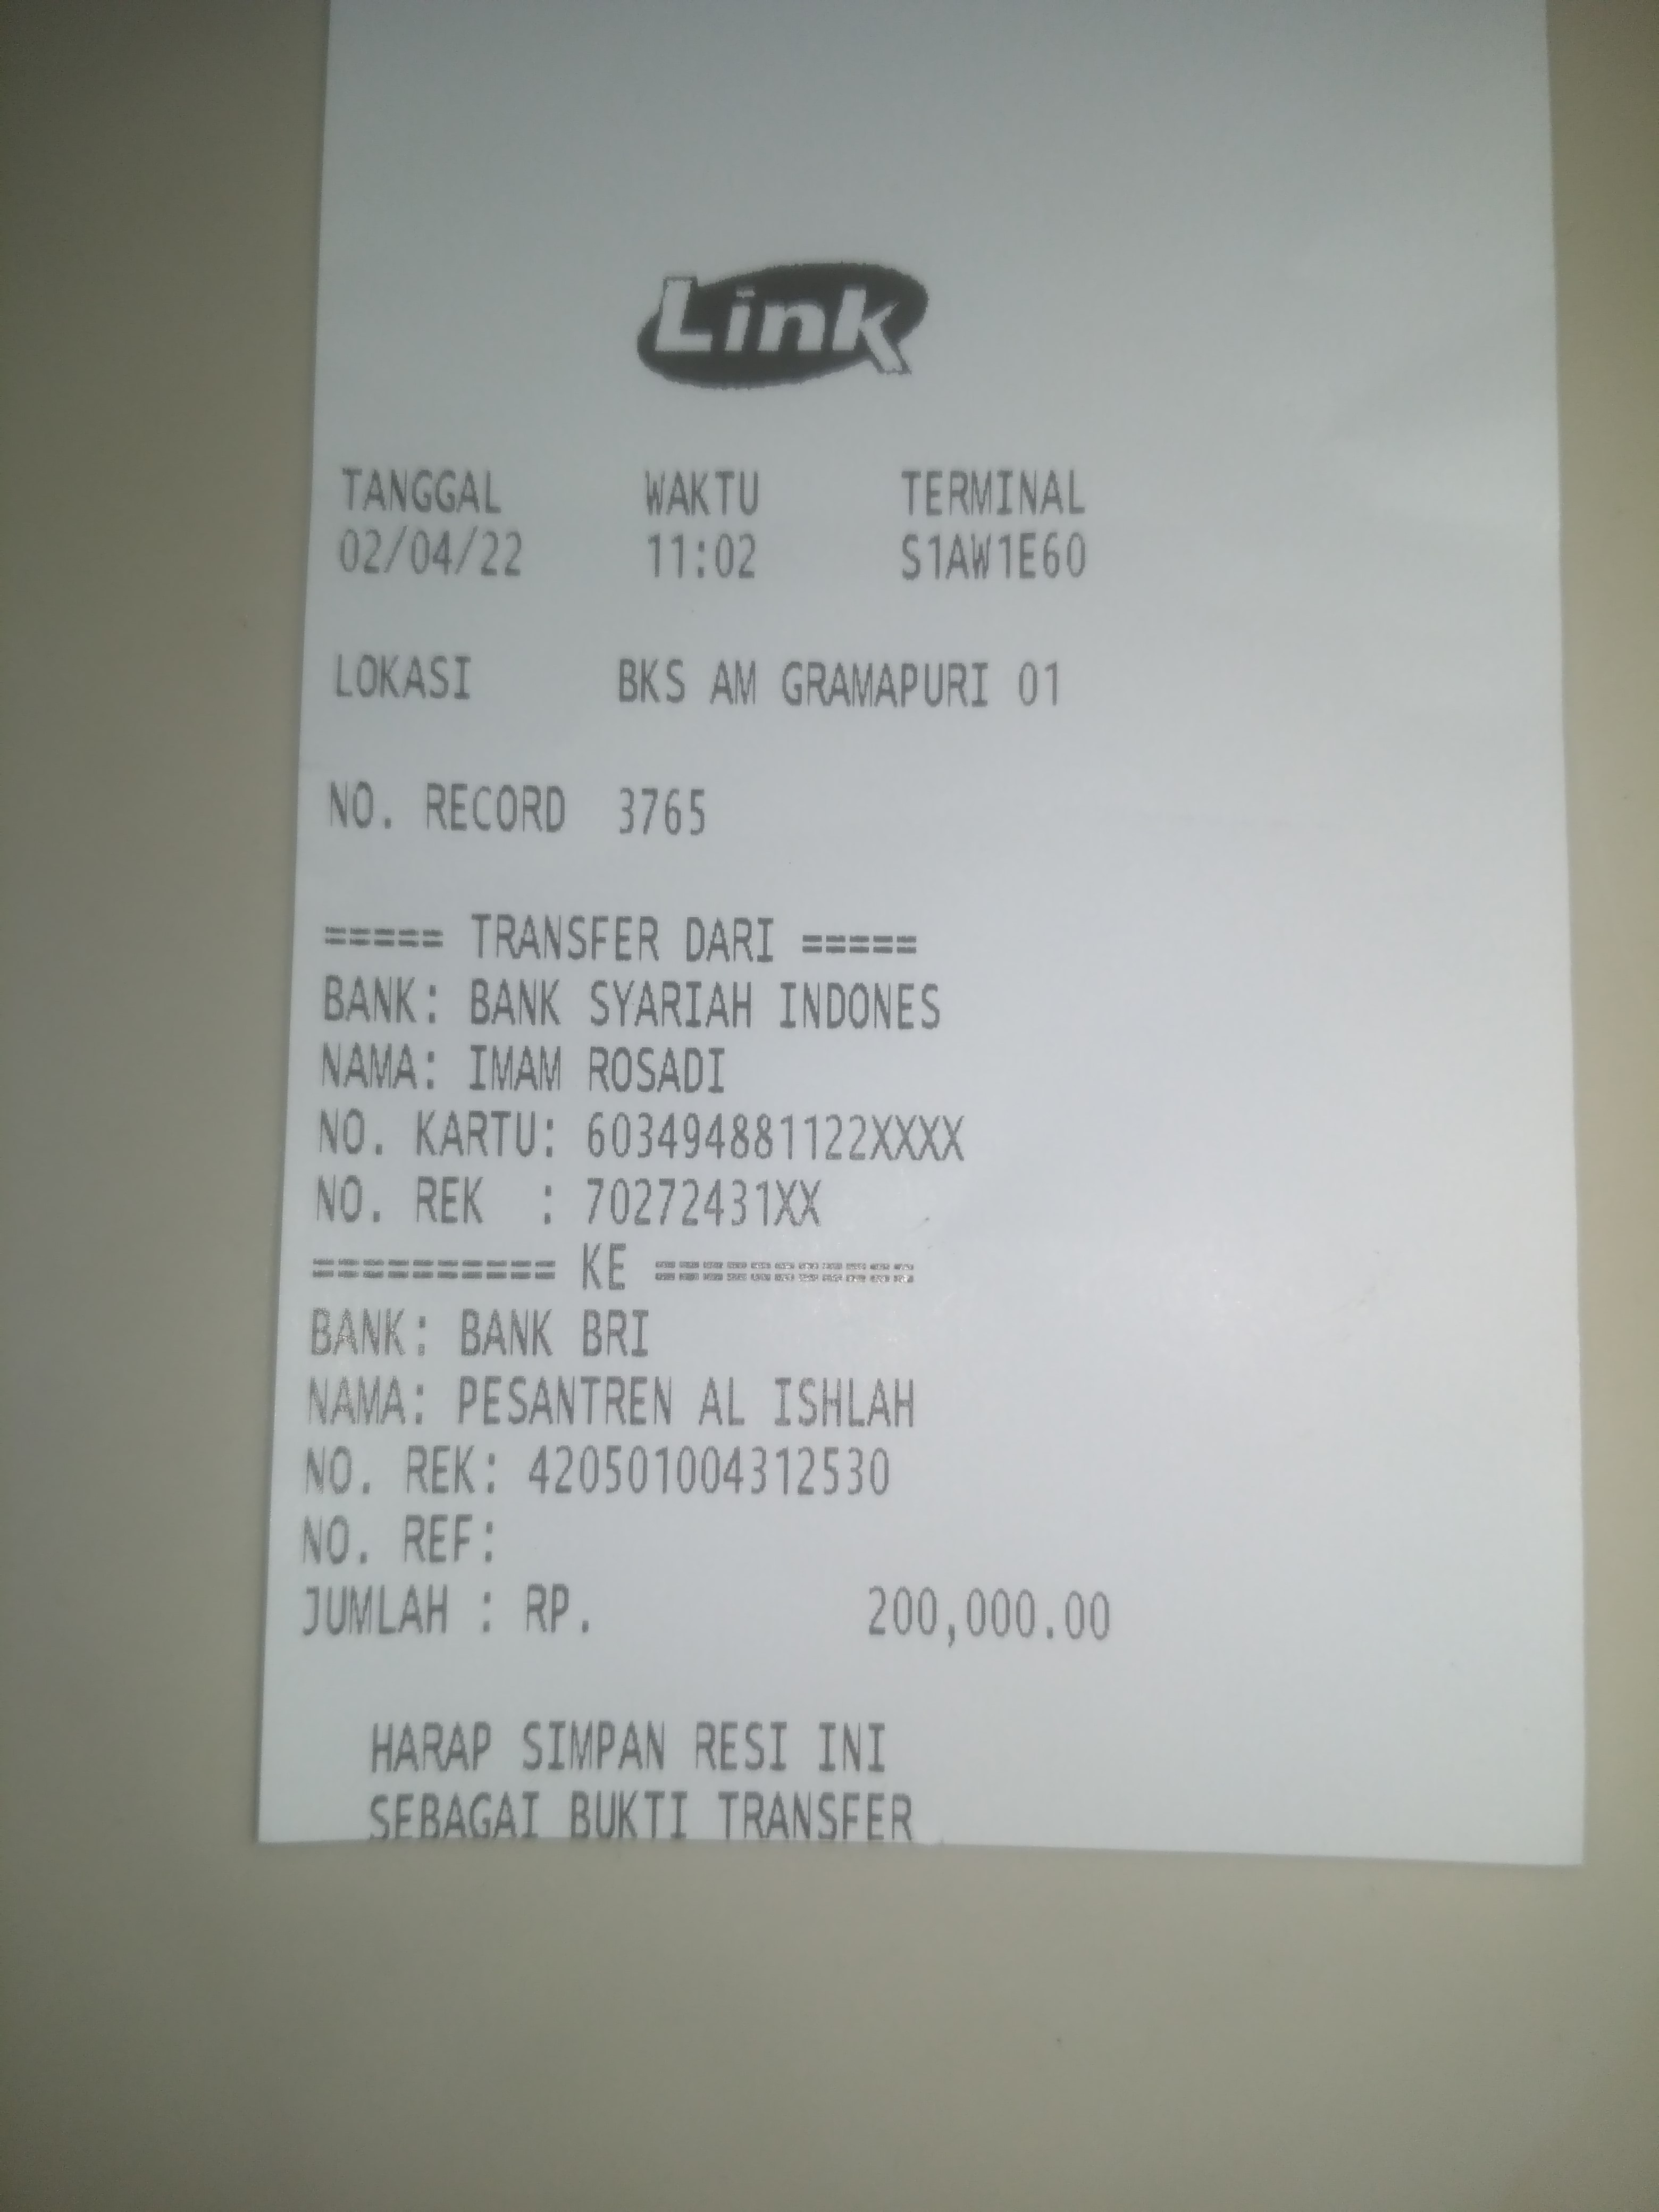 Link
TANGGAL WAKTU TERMINAL
02/04/22 11:02 S1AW1E60
LOKASI BKS AM GRAMAPURI 01
NO. RECORD 3765
===== TRANSFER DARI =====
BANK: BANK SYARIAH INDONES
NAMA: IMAM ROSADI
NO. KARTU: 603494881122XXXX
NO. REK : 70272431XX
========== KE ===========
BANK: BANK BRI
NAMA: PESANTREN AL ISHLAH
NO. REK: 420501004312530
NO. REF:
JUMLAH : RP. 200,000.00
HARAP SIMPAN RESI INI
SEBAGAI BUKTI TRANSFER